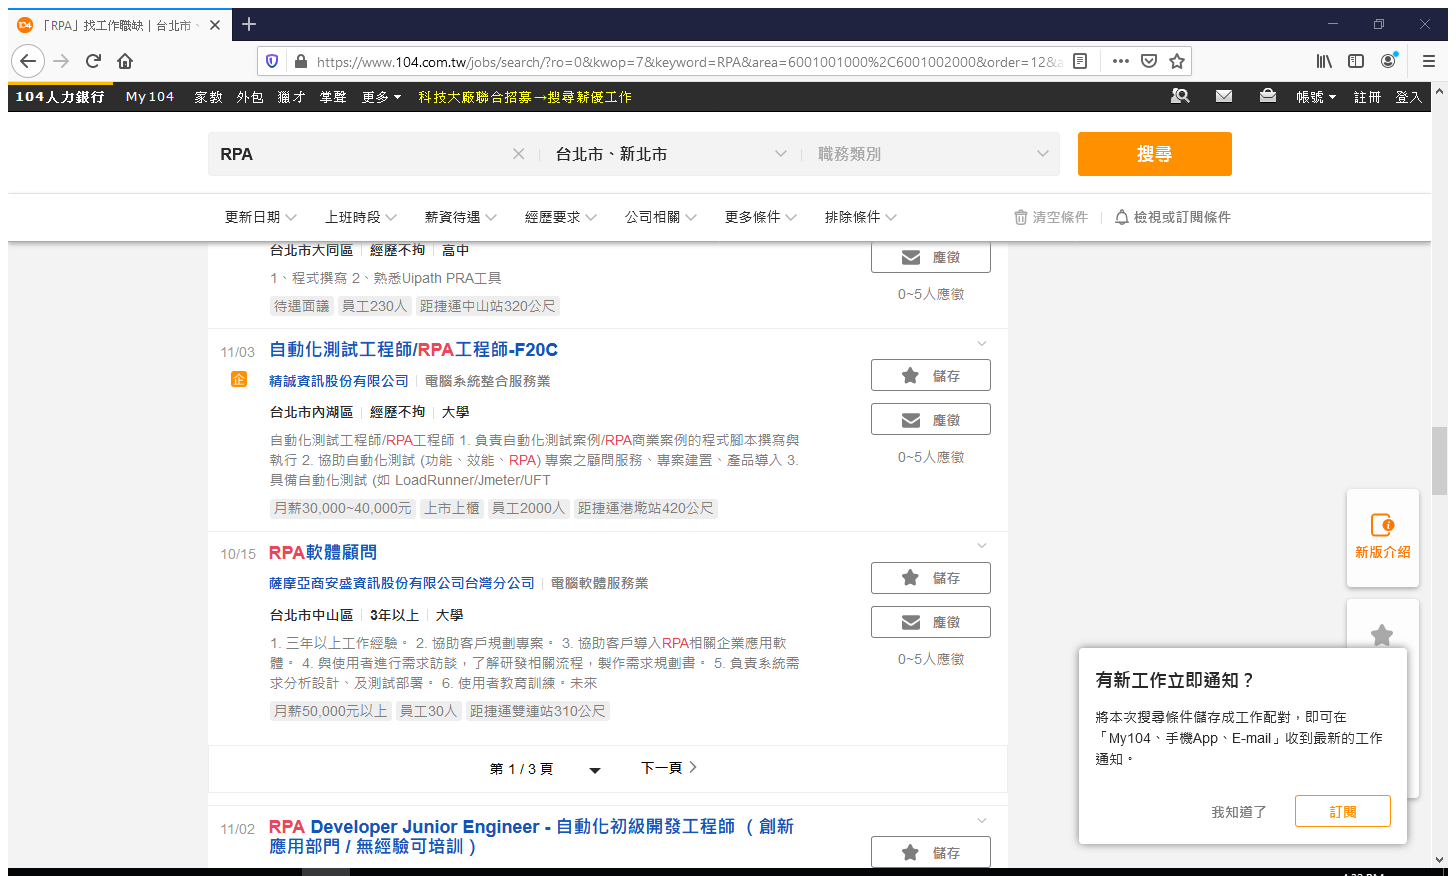 「RPA」找工作職缺｜台北市、
https://www.104.com.tw/jobs/search/?ro=0&kwop=7&keyword=RPA&area=6001001000%2C6001002000&order=12&a
104人力銀行 My104 家教 外包 獵才 掌聲 更多 科技大廠聯合招募→搜尋薪優工作 帳號 註冊 登入
RPA 台北市、新北市 職務類別 搜尋
更新日期 上班時段 薪資待遇 經歷要求 公司相關 更多條件 排除條件 清空條件 檢視或訂閱條件
台北市大同區 經歷不拘 高中 應徵
1、程式撰寫 2、熟悉Uipath PRA工具
0~5人應徵
待遇面議 員工230人 距捷運中山站320公尺
11/03 自動化測試工程師/RPA工程師-F20C
企 精誠資訊股份有限公司 電腦系統整合服務業 儲存
台北市內湖區 經歷不拘 大學 應徵
自動化測試工程師/RPA工程師 1. 負責自動化測試案例/RPA商業案例的程式腳本撰寫與
執行 2. 協助自動化測試 (功能、效能、RPA) 專案之顧問服務、專案建置、產品導入 3.
0~5人應徵
具備自動化測試 (如 LoadRunner/Jmeter/UFT
月薪30,000~40,000元 上市上櫃 員工2000人 距捷運港墘站420公尺
10/15 RPA軟體顧問
薩摩亞商安盛資訊股份有限公司台灣分公司 電腦軟體服務業 儲存
台北市中山區 3年以上 大學 應徵
1. 三年以上工作經驗。 2. 協助客戶規劃專案。 3. 協助客戶導入RPA相關企業應用軟
體。 4. 與使用者進行需求訪談，了解研發相關流程，製作需求規劃書。 5. 負責系統需
0~5人應徵
求分析設計、及測試部署。 6. 使用者教育訓練。未來
月薪50,000元以上 員工30人 距捷運雙連站310公尺
第 1 / 3 頁 下一頁
11/02 RPA Developer Junior Engineer - 自動化初級開發工程師 （創新
應用部門 / 無經驗可培訓）
儲存
新版介紹
有新工作立即通知？
將本次搜尋條件儲存成工作配對，即可在
「My104、手機App、E-mail」收到最新的工作
通知。
我知道了 訂閱